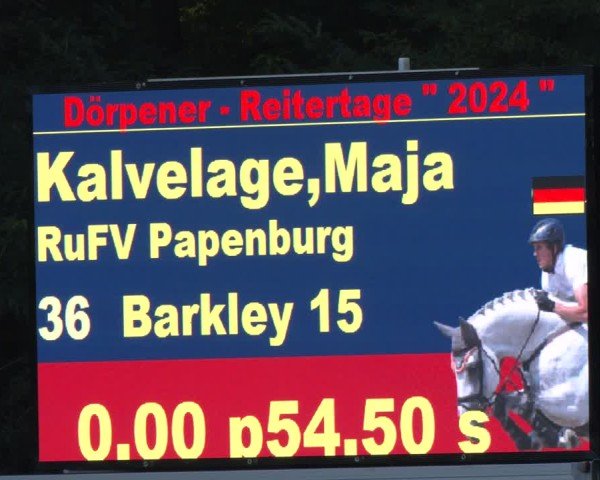 Dörpener - Reitertage " 2024 "
Kalvelage,Maja
RuFV Papenburg
36 Barkley 15
0.00 p54.50 s